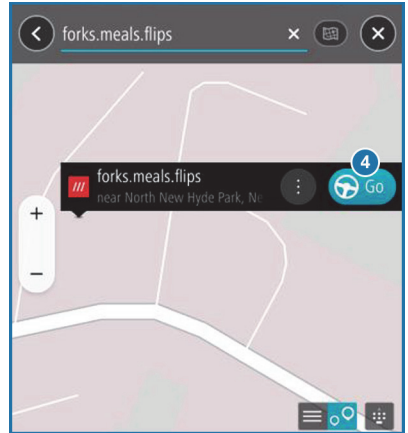 forks.meals.flips
4
forks.meals.flips
near North New Hyde Park, Ne
Go
+
−